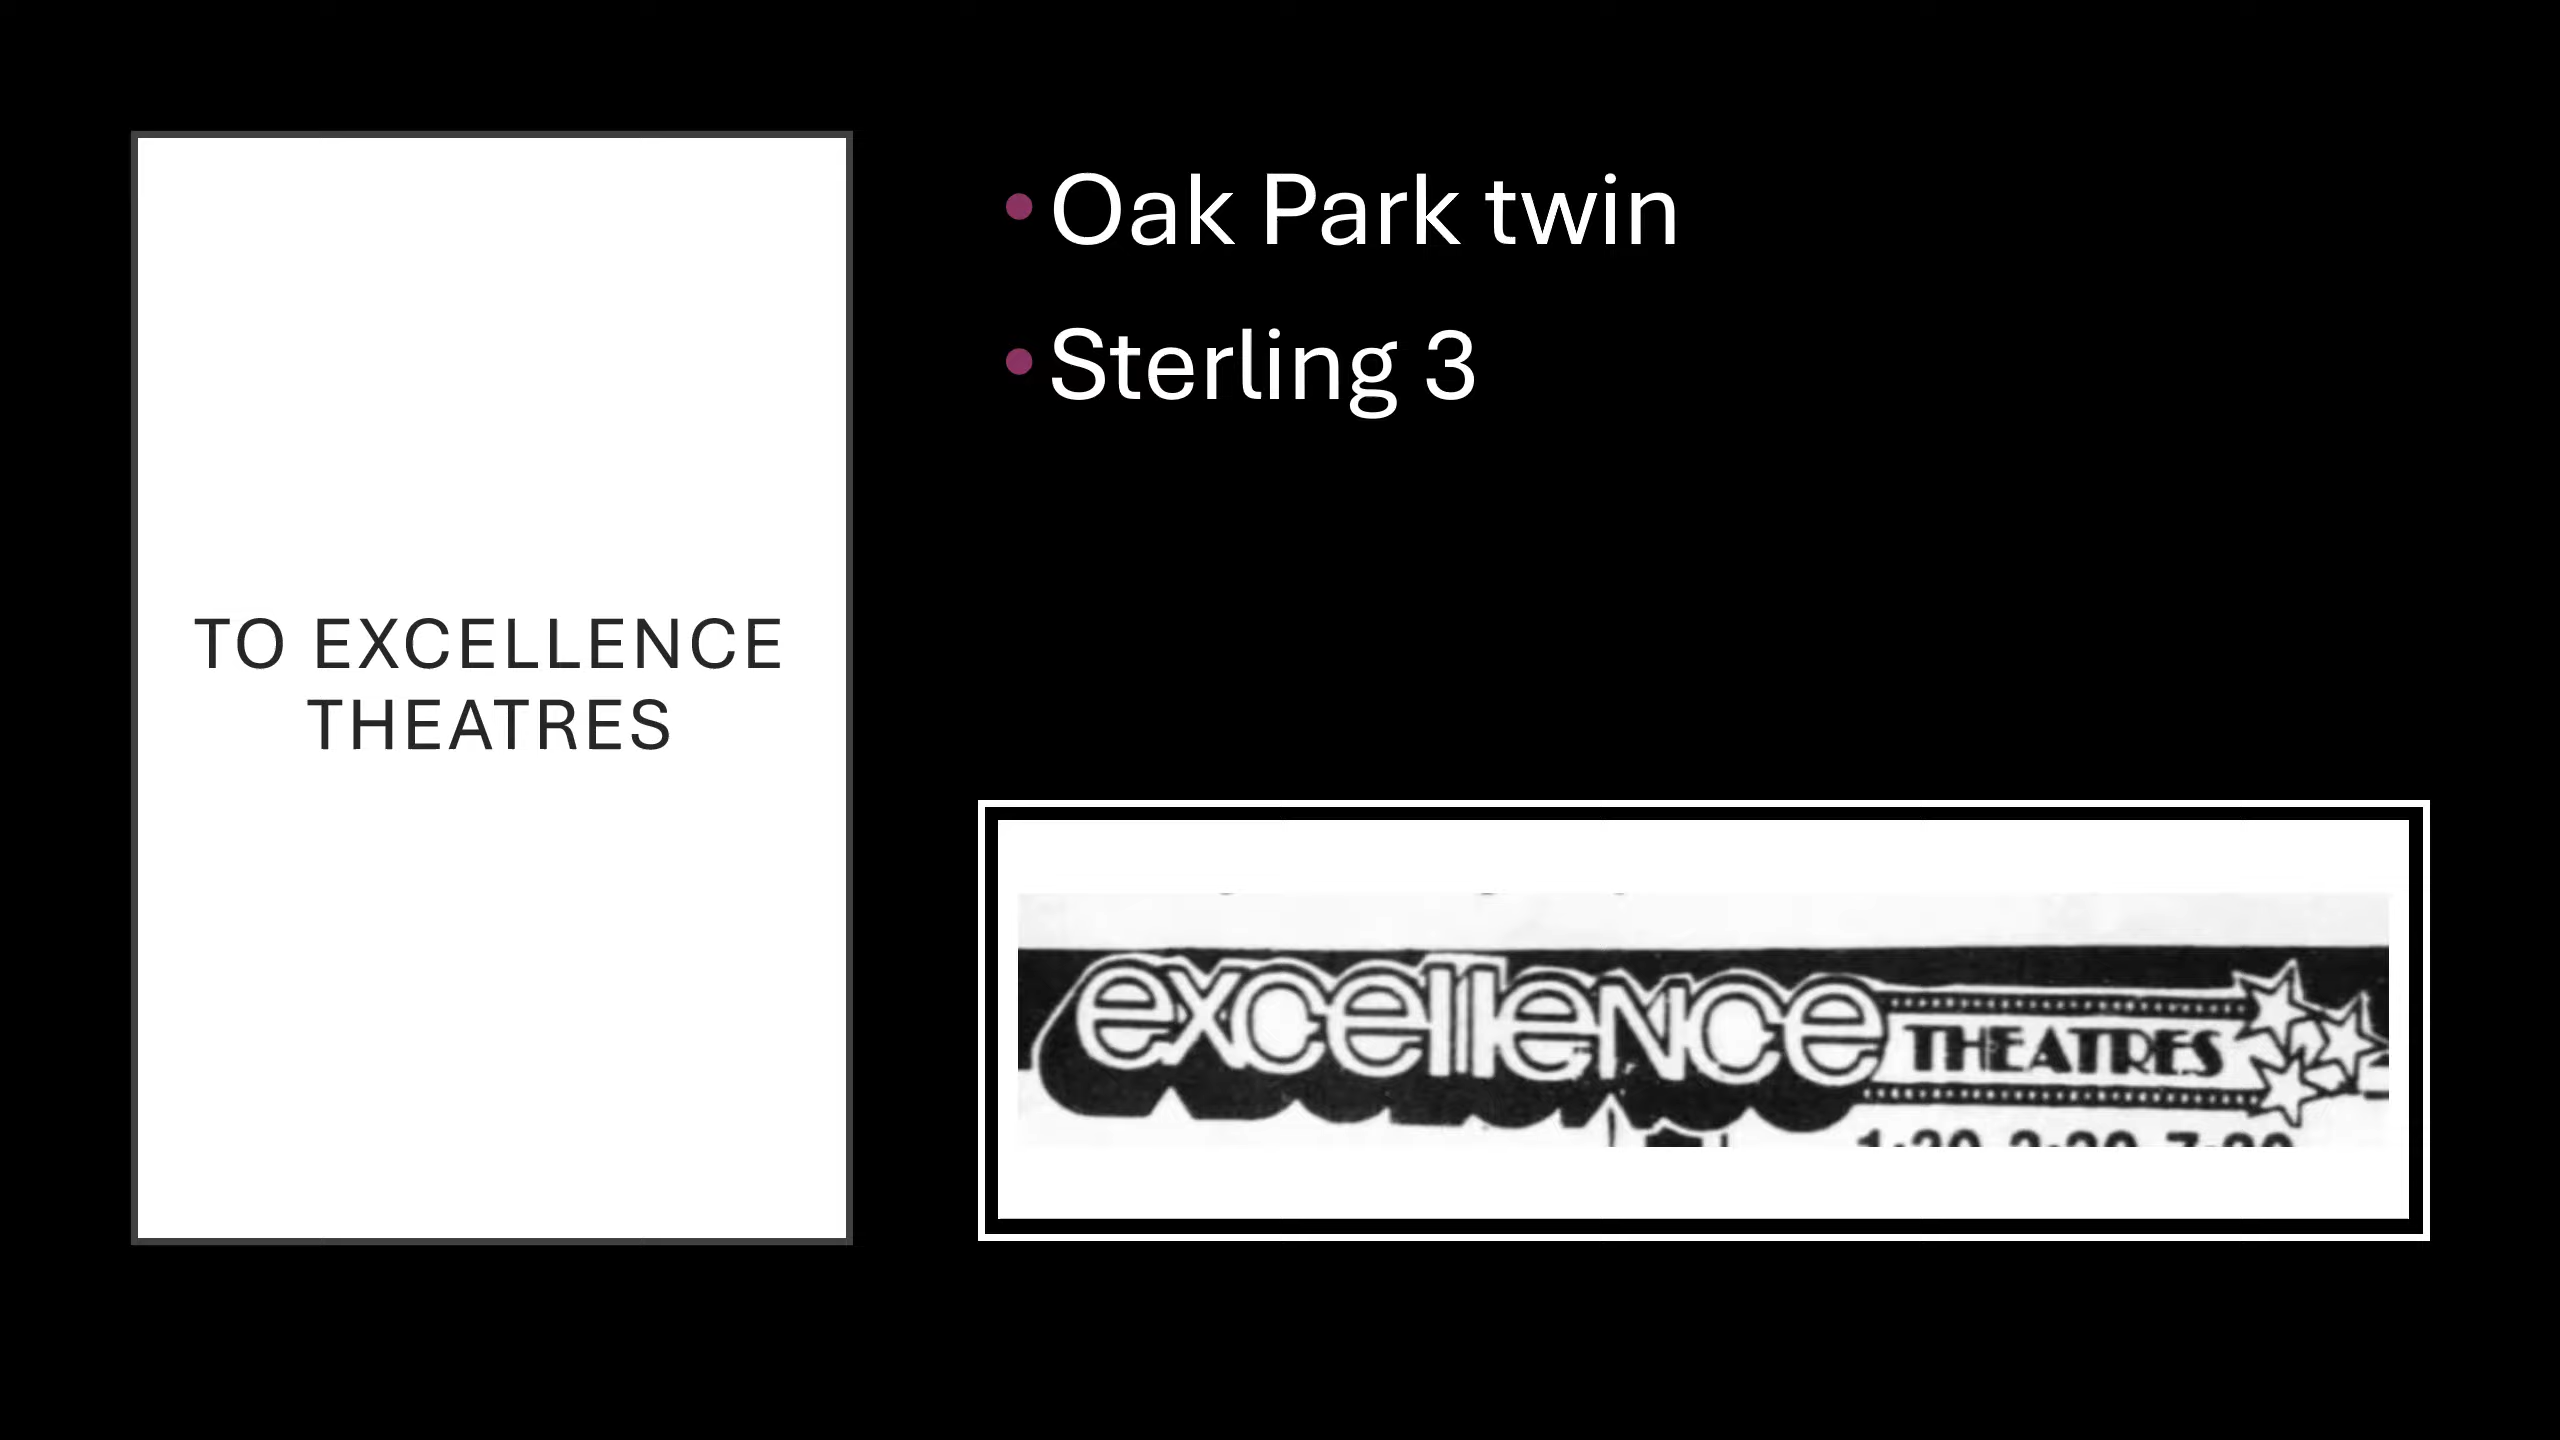 TO EXCELLENCE
THEATRES
Oak Park twin
Sterling 3
excellence THEATRES